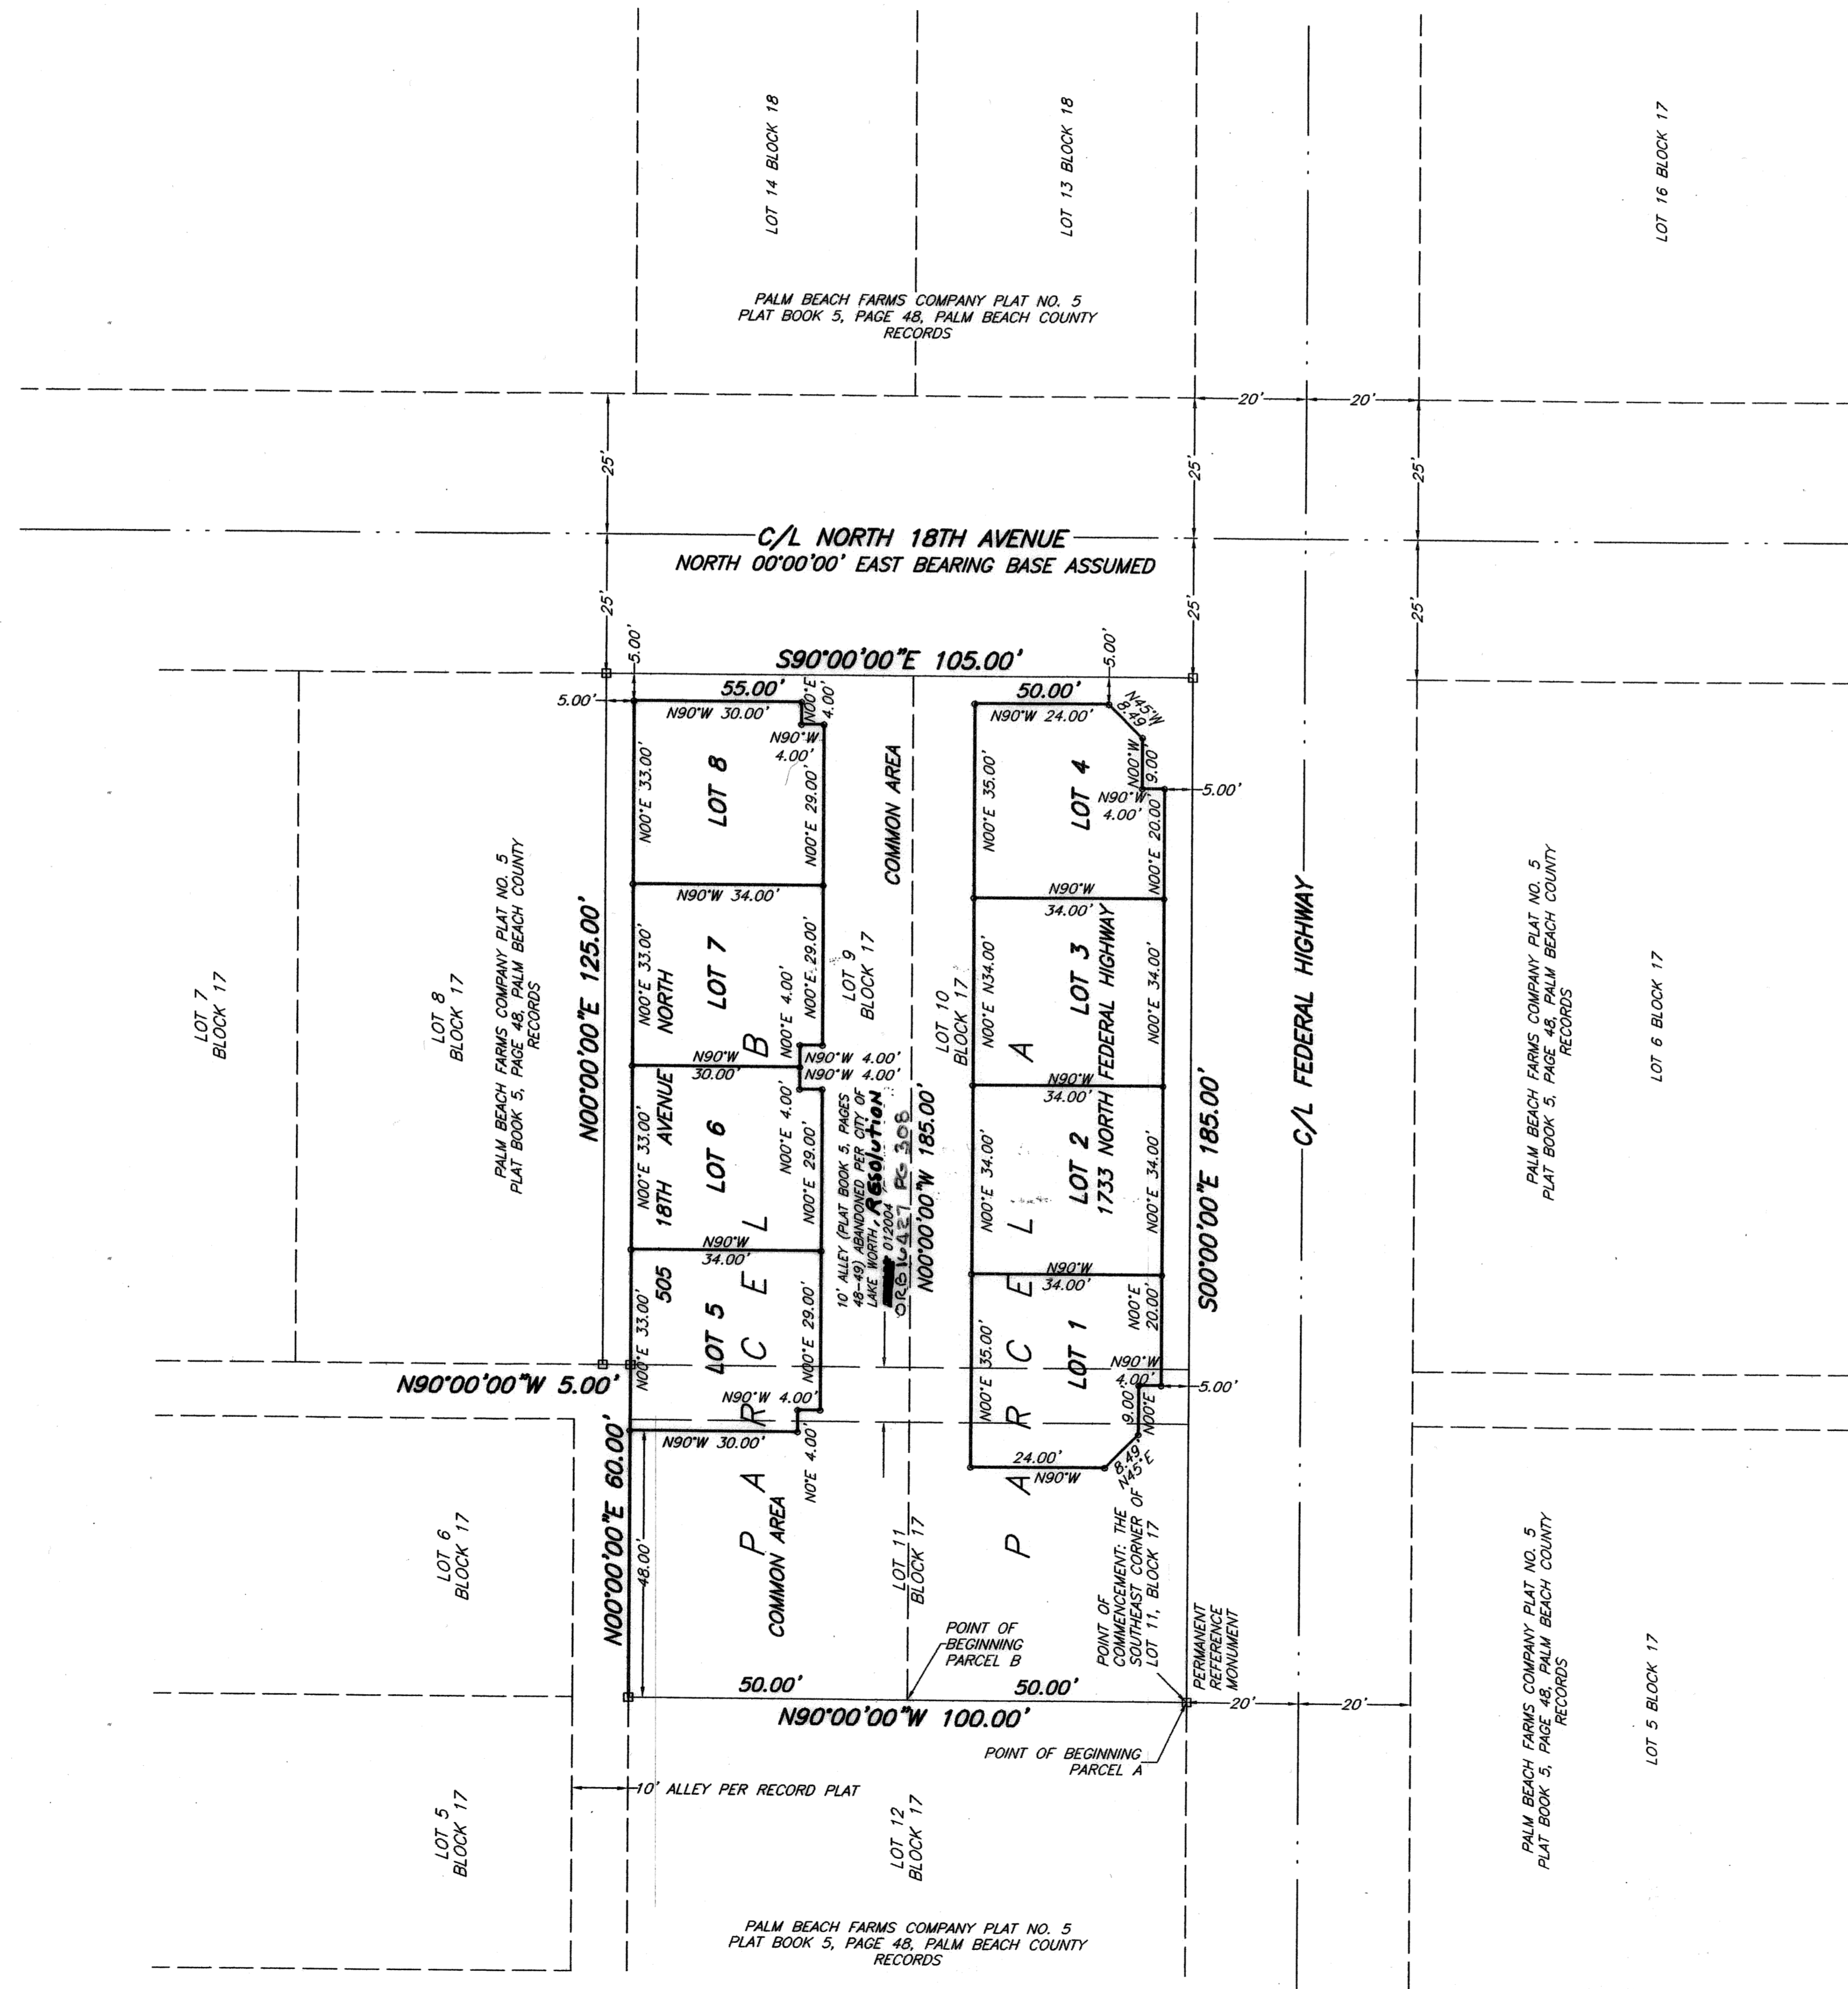 LOT 14 BLOCK 18
LOT 13 BLOCK 18
LOT 16 BLOCK 17
PALM BEACH FARMS COMPANY PLAT NO. 5
PLAT BOOK 5, PAGE 48, PALM BEACH COUNTY
RECORDS
20'
20'
25'
25'
25'
C/L NORTH 18TH AVENUE
NORTH 00°00'00' EAST BEARING BASE ASSUMED
25'
25'
25'
5.00'
S90°00'00"E 105.00'
5.00'
5.00'
55.00'
50.00'
N90°W 30.00'
N00°E
4.00'
N90°W
4.00'
N90°W 24.00'
N45°W
8.49'
N00°W
9.00'
N90°W
4.00'
5.00'
N00°E 33.00'
LOT 8
N00°E 29.00'
COMMON AREA
N00°E 35.00'
LOT 4
N00°E 20.00'
N90°W 34.00'
N90°W
34.00'
PALM BEACH FARMS COMPANY PLAT NO. 5
PLAT BOOK 5, PAGE 48, PALM BEACH COUNTY
RECORDS
LOT 7
BLOCK 17
LOT 8
BLOCK 17
N00°00'00"E 125.00'
N00°E 33.00'
NORTH
LOT 7
N00°E 29.00'
N00°E 4.00'
LOT 9
BLOCK 17
LOT 10
BLOCK 17
N00°E N34.00'
LOT 3
N00°E 34.00'
C/L FEDERAL HIGHWAY
PALM BEACH FARMS COMPANY PLAT NO. 5
PLAT BOOK 5, PAGE 48, PALM BEACH COUNTY
RECORDS
LOT 6 BLOCK 17
N90°W
30.00'
N90°W 4.00'
N90°W 4.00'
N90°W
34.00'
N00°E 33.00'
18TH AVENUE
LOT 6
N00°E 4.00'
N00°E 29.00'
10' ALLEY (PLAT BOOK 5, PAGES
48-49) ABANDONED PER CITY OF
LAKE WORTH, Resolution
012004
ORB 16427 PG 308
N00°00'00"W 185.00'
N00°E 34.00'
LOT 2
1733 NORTH FEDERAL HIGHWAY
N00°E 34.00'
S00°00'00"E 185.00'
N90°W
34.00'
N90°W
34.00'
505
N00°E 33.00'
LOT 5
N00°E 29.00'
PARCEL B
N00°E 35.00'
PARCEL A
LOT 1
N00°E
20.00'
N90°W
4.00'
5.00'
9.00'
N00°E
N90°00'00"W 5.00'
N90°W 4.00'
N90°W 30.00'
N0°E 4.00'
24.00'
N90°W
8.49'
N45°E
N00°00'00"E 60.00'
48.00'
COMMON AREA
LOT 6
BLOCK 17
LOT 11
BLOCK 17
POINT OF
COMMENCEMENT: THE
SOUTHEAST CORNER OF
LOT 11, BLOCK 17
PERMANENT
REFERENCE
MONUMENT
POINT OF
BEGINNING
PARCEL B
50.00'
50.00'
N90°00'00"W 100.00'
20'
20'
POINT OF BEGINNING
PARCEL A
PALM BEACH FARMS COMPANY PLAT NO. 5
PLAT BOOK 5, PAGE 48, PALM BEACH COUNTY
RECORDS
LOT 5 BLOCK 17
10' ALLEY PER RECORD PLAT
LOT 5
BLOCK 17
LOT 12
BLOCK 17
PALM BEACH FARMS COMPANY PLAT NO. 5
PLAT BOOK 5, PAGE 48, PALM BEACH COUNTY
RECORDS